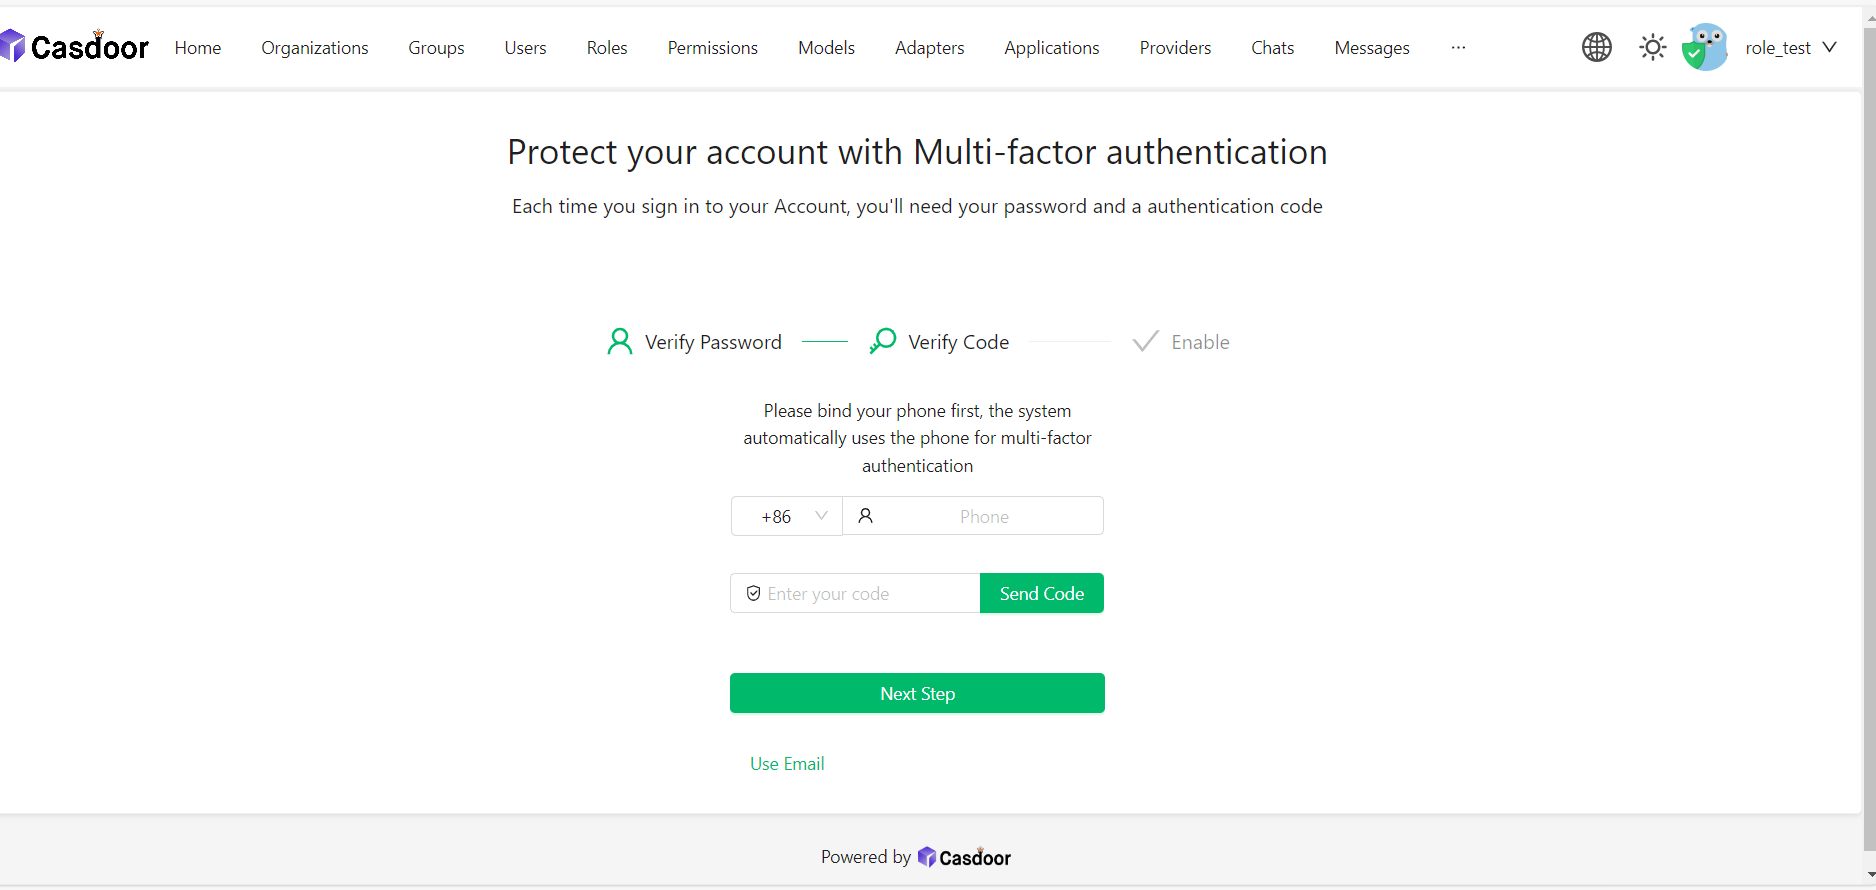 Casdoor Home Organizations Groups Users Roles Permissions Models Adapters Applications Providers Chats Messages ··· role_test
Protect your account with Multi-factor authentication
Each time you sign in to your Account, you'll need your password and a authentication code
Verify Password Verify Code Enable
Please bind your phone first, the system
automatically uses the phone for multi-factor
authentication
+86 Phone
Enter your code Send Code
Next Step
Use Email
Powered by Casdoor